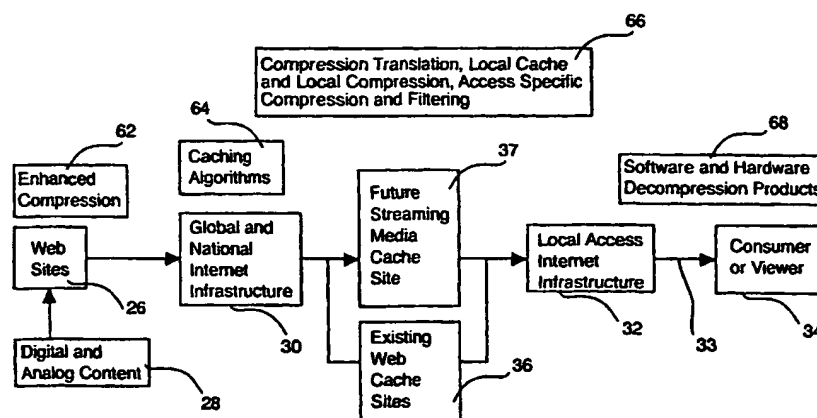 66
Compression Translation, Local Cache
and Local Compression, Access Specific
Compression and Filtering
64
62
68
37
Enhanced
Compression
Caching
Algorithms
Software and Hardware
Decompression Products
Future
Streaming
Media
Cache
Site
Web
Sites
Global and
National
Internet
Infrastructure
Local Access
Internet
Infrastructure
Consumer
or Viewer
26
30
32
33
34
Digital and
Analog Content
28
Existing
Web
Cache
Sites
36